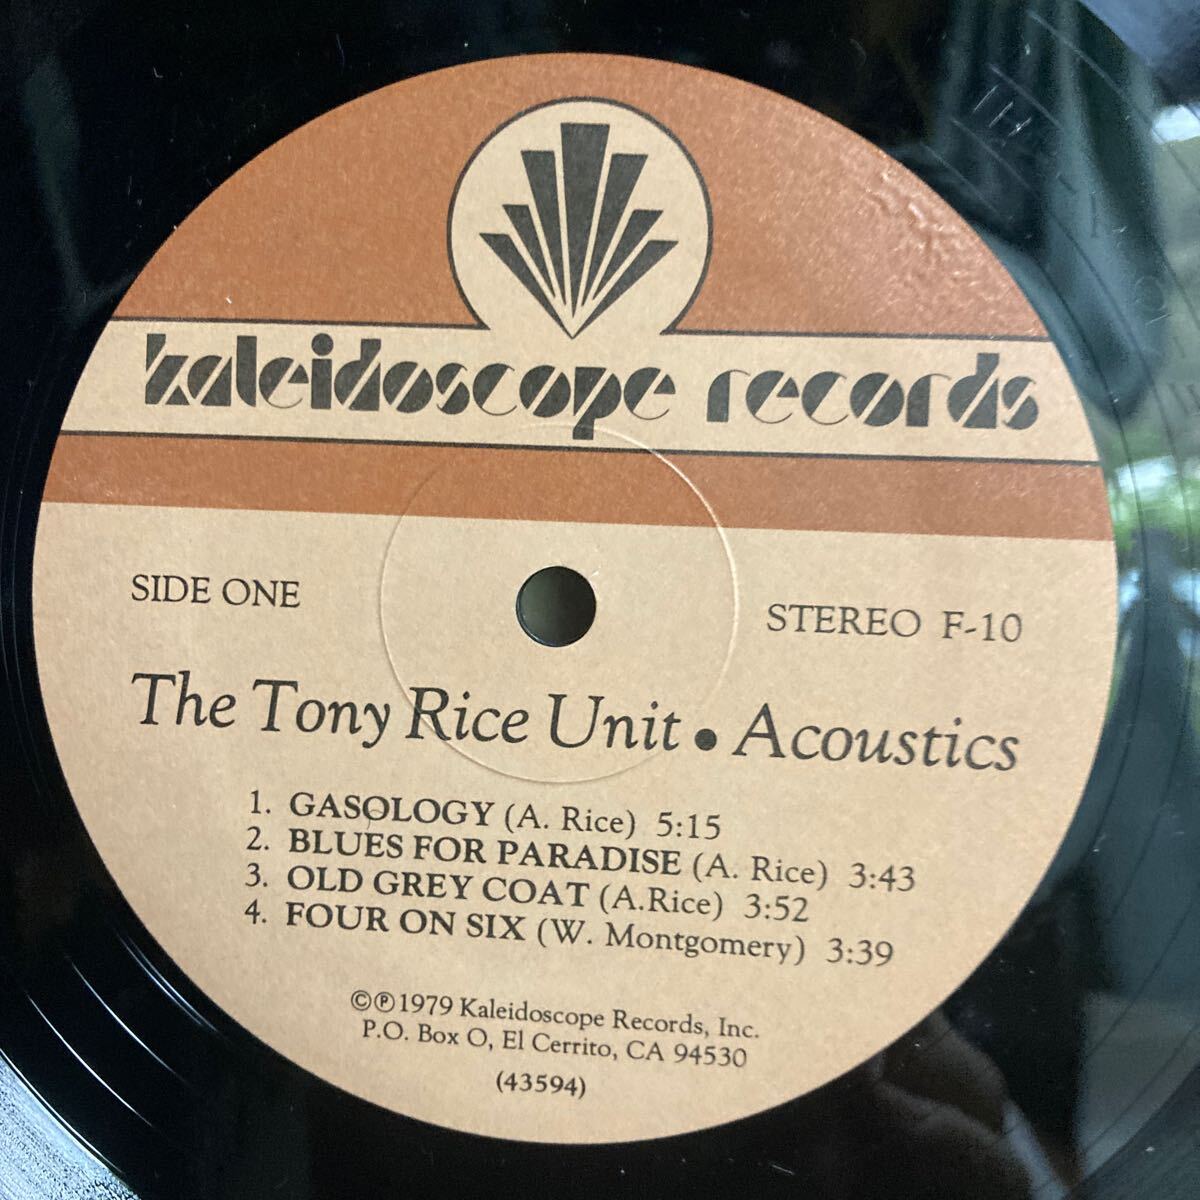 kaleidoscope records
SIDE ONE
STEREO F-10
The Tony Rice Unit • Acoustics
1. GASOLOGY (A. Rice) 5:15
2. BLUES FOR PARADISE (A. Rice) 3:43
3. OLD GREY COAT (A.Rice) 3:52
4. FOUR ON SIX (W. Montgomery) 3:39
©℗1979 Kaleidoscope Records, Inc.
P.O. Box O, El Cerrito, CA 94530
(43594)